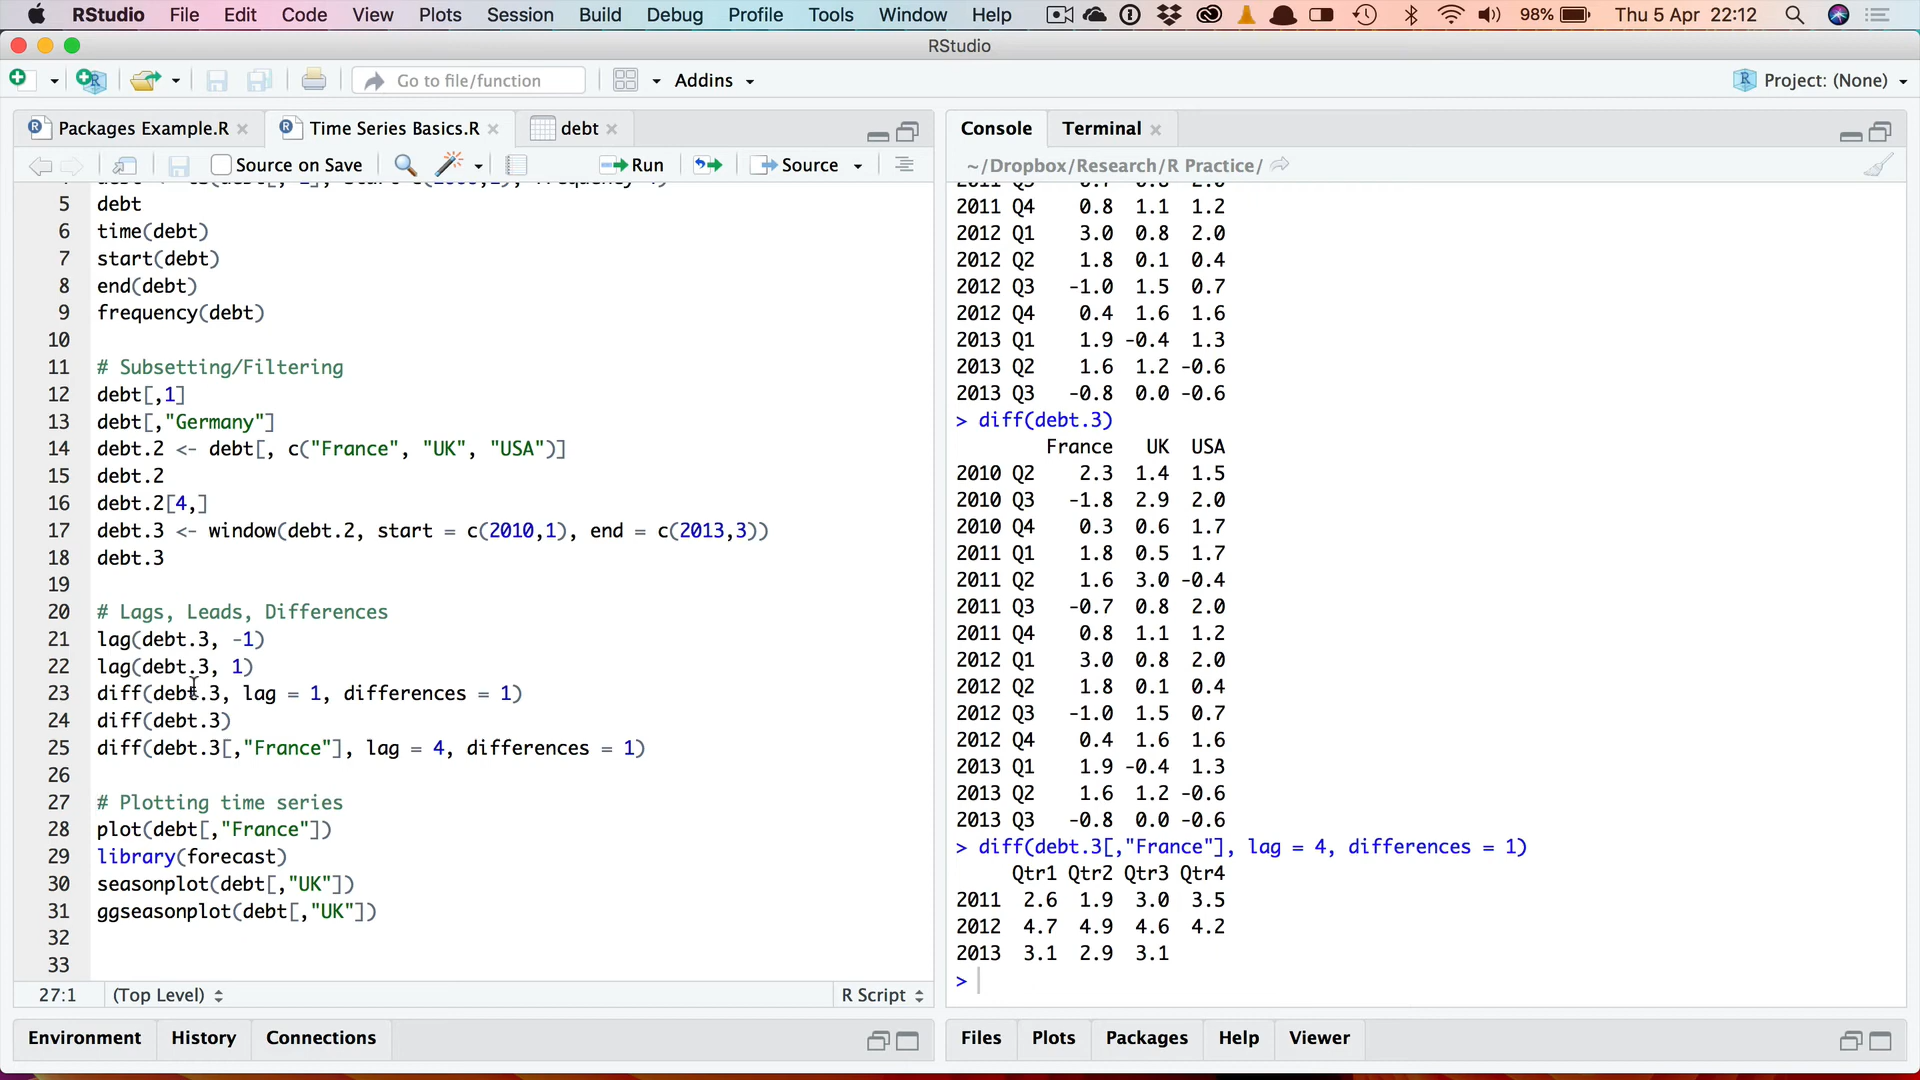 RStudio File Edit Code View Plots Session Build Debug Profile Tools Window Help 98% Thu 5 Apr 22:12
RStudio
Go to file/function Addins Project: (None)
Packages Example.R Time Series Basics.R debt
Source on Save Run Source
5 debt
6 time(debt)
7 start(debt)
8 end(debt)
9 frequency(debt)
10
11 # Subsetting/Filtering
12 debt[,1]
13 debt[,"Germany"]
14 debt.2 <- debt[, c("France", "UK", "USA")]
15 debt.2
16 debt.2[4,]
17 debt.3 <- window(debt.2, start = c(2010,1), end = c(2013,3))
18 debt.3
19
20 # Lags, Leads, Differences
21 lag(debt.3, -1)
22 lag(debt.3, 1)
23 diff(debt.3, lag = 1, differences = 1)
24 diff(debt.3)
25 diff(debt.3[,"France"], lag = 4, differences = 1)
26
27 # Plotting time series
28 plot(debt[,"France"])
29 library(forecast)
30 seasonplot(debt[,"UK"])
31 ggseasonplot(debt[,"UK"])
32
33
27:1 (Top Level) R Script
Environment History Connections
Console Terminal
~/Dropbox/Research/R Practice/
2011 Q4 0.8 1.1 1.2
2012 Q1 3.0 0.8 2.0
2012 Q2 1.8 0.1 0.4
2012 Q3 -1.0 1.5 0.7
2012 Q4 0.4 1.6 1.6
2013 Q1 1.9 -0.4 1.3
2013 Q2 1.6 1.2 -0.6
2013 Q3 -0.8 0.0 -0.6
> diff(debt.3)
France UK USA
2010 Q2 2.3 1.4 1.5
2010 Q3 -1.8 2.9 2.0
2010 Q4 0.3 0.6 1.7
2011 Q1 1.8 0.5 1.7
2011 Q2 1.6 3.0 -0.4
2011 Q3 -0.7 0.8 2.0
2011 Q4 0.8 1.1 1.2
2012 Q1 3.0 0.8 2.0
2012 Q2 1.8 0.1 0.4
2012 Q3 -1.0 1.5 0.7
2012 Q4 0.4 1.6 1.6
2013 Q1 1.9 -0.4 1.3
2013 Q2 1.6 1.2 -0.6
2013 Q3 -0.8 0.0 -0.6
> diff(debt.3[,"France"], lag = 4, differences = 1)
Qtr1 Qtr2 Qtr3 Qtr4
2011 2.6 1.9 3.0 3.5
2012 4.7 4.9 4.6 4.2
2013 3.1 2.9 3.1
>
Files Plots Packages Help Viewer